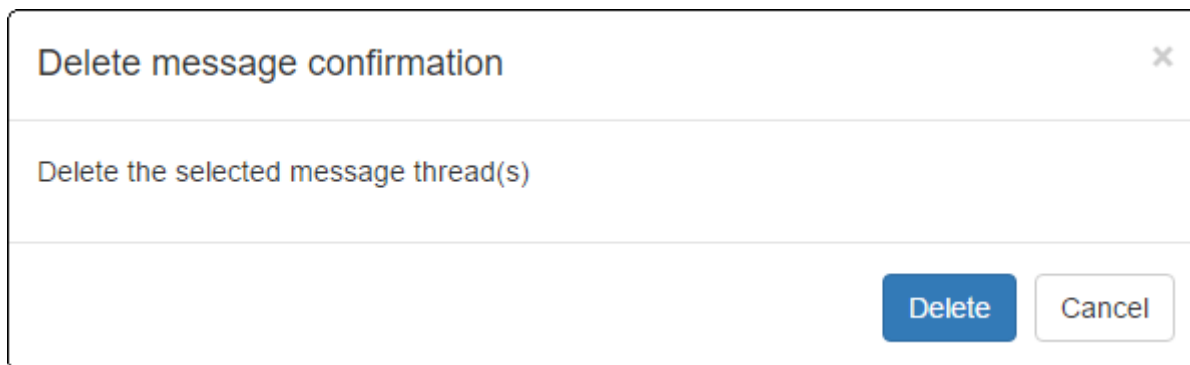 Delete message confirmation
×
Delete the selected message thread(s)
Delete Cancel